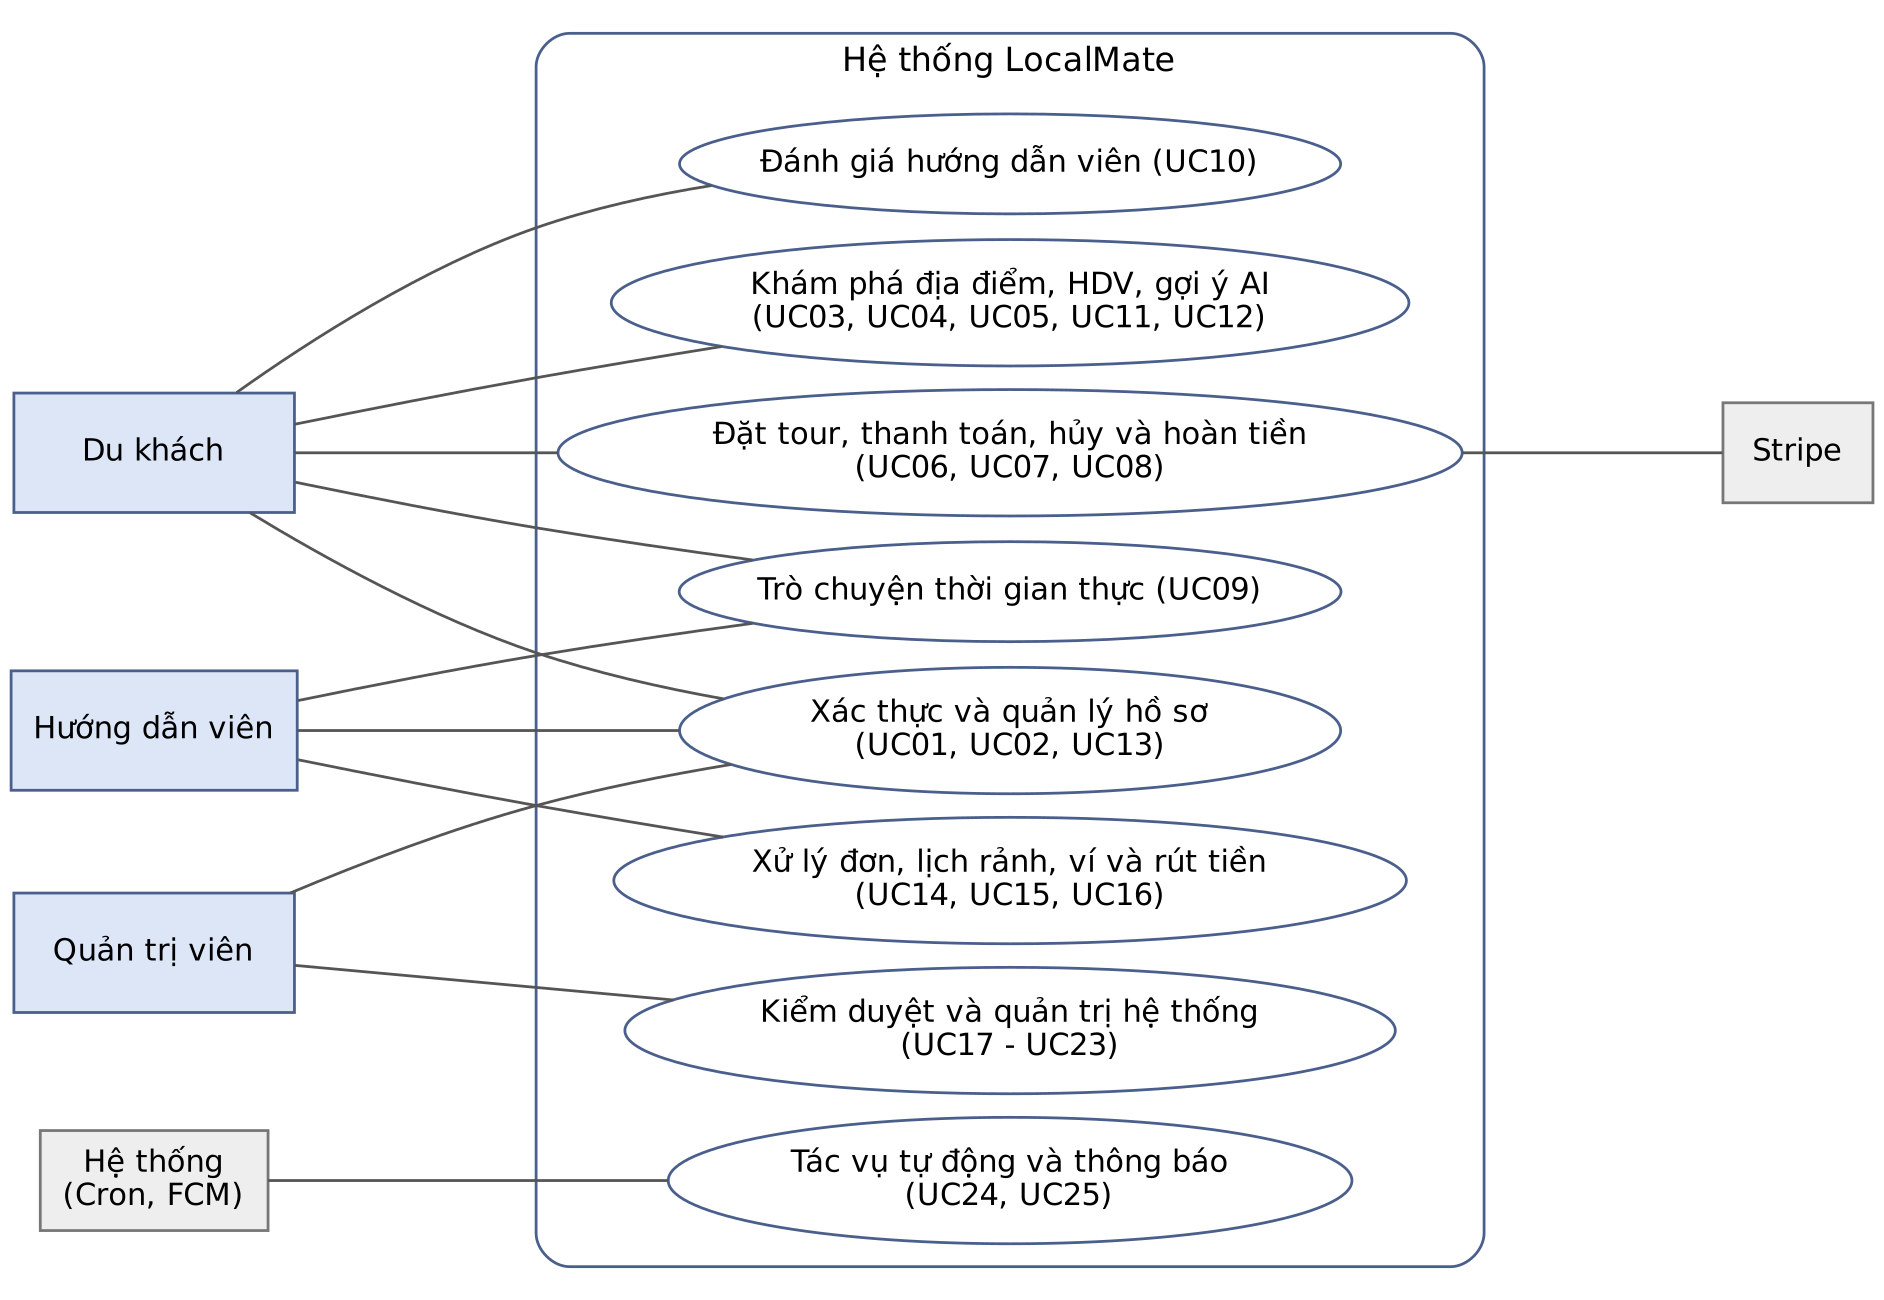 Hệ thống LocalMate
Đánh giá hướng dẫn viên (UC10)
Khám phá địa điểm, HDV, gợi ý AI
(UC03, UC04, UC05, UC11, UC12)
Du khách
Đặt tour, thanh toán, hủy và hoàn tiền
(UC06, UC07, UC08)
Stripe
Trò chuyện thời gian thực (UC09)
Hướng dẫn viên
Xác thực và quản lý hồ sơ
(UC01, UC02, UC13)
Xử lý đơn, lịch rảnh, ví và rút tiền
(UC14, UC15, UC16)
Quản trị viên
Kiểm duyệt và quản trị hệ thống
(UC17 - UC23)
Hệ thống
(Cron, FCM)
Tác vụ tự động và thông báo
(UC24, UC25)